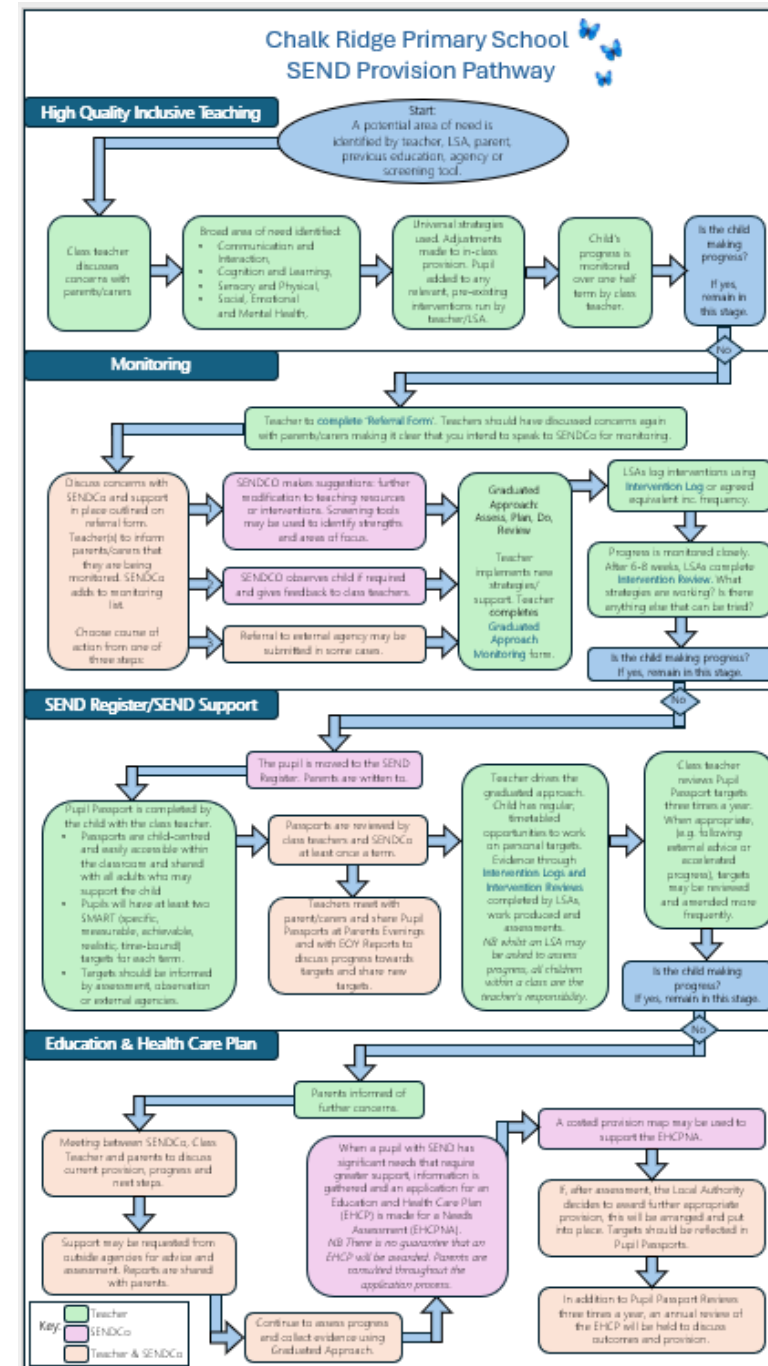 Chalk Ridge Primary School
SEND Provision Pathway
High Quality Inclusive Teaching
Start:
A potential area of need is
identified by teacher, LSA, parent,
previous education, agency or
screening tool.
Class teacher
discusses
concerns with
parents/carers
Broad area of need identified:
• Communication and
Interaction,
• Cognition and Learning,
• Sensory and Physical,
• Social, Emotional
and Mental Health,
Universal strategies
used. Adjustments
made to in-class
provision. Pupil
added to any
relevant, pre-existing
interventions run by
teacher/LSA.
Child's
progress is
monitored
over one half
term by class
teacher.
Is the child
making
progress?
If yes,
remain in
this stage.
No
Monitoring
Teacher to complete 'Referral Form'. Teachers should have discussed concerns again
with parents/carers making it clear that you intend to speak to SENDCo for monitoring.
Discuss concerns with
SENDCo and support
in place outlined on
referral form.
Teacher(s) to inform
parents/carers that
they are being
monitored. SENDCo
adds to monitoring
list.
Choose course of
action from one of
three steps:
SENDCO makes suggestions: further
modification to teaching resources
or interventions. Screening tools
may be used to identify strengths
and areas of focus.
SENDCO observes child if required
and gives feedback to class teachers.
Referral to external agency may be
submitted in some cases.
Graduated
Approach:
Assess, Plan, Do,
Review
Teacher
implements new
strategies/
support. Teacher
completes
Graduated
Approach
Monitoring form.
LSAs log interventions using
Intervention Log or agreed
equivalent inc. frequency.
Progress is monitored closely.
After 6-8 weeks, LSAs complete
Intervention Review. What
strategies are working? Is there
anything else that can be tried?
Is the child making progress?
If yes, remain in this stage.
No
SEND Register/SEND Support
The pupil is moved to the SEND
Register. Parents are written to.
Pupil Passport is completed by
the child with the class teacher.
• Passports are child-centred
and easily accessible within
the classroom and shared
with all adults who may
support the child
• Pupils will have at least two
SMART (specific,
measurable, achievable,
realistic, time-bound)
targets for each term.
• Targets should be informed
by assessment, observation
or external agencies.
Passports are reviewed by
class teachers and SENDCo
at least once a term.
Teachers meet with
parent/carers and share Pupil
Passports at Parents Evenings
and with EOY Reports to
discuss progress towards
targets and share new
targets.
Teacher drives the
graduated approach.
Child has regular,
timetabled
opportunities to work
on personal targets.
Evidence through
Intervention Logs and
Intervention Reviews
completed by LSAs,
work produced and
assessments.
NB whilst an LSA may
be asked to assess
progress, all children
within a class are the
teacher's responsibility.
Class teacher
reviews Pupil
Passport targets
three times a year.
When appropriate,
(e.g. following
external advice or
accelerated
progress), targets
may be reviewed
and amended more
frequently.
Is the child making
progress?
If yes, remain in this stage.
No
Education & Health Care Plan
Parents informed of
further concerns.
Meeting between SENDCo, Class
Teacher and parents to discuss
current provision, progress and
next steps.
Support may be requested from
outside agencies for advice and
assessment. Reports are shared
with parents.
Continue to assess progress
and collect evidence using
Graduated Approach.
When a pupil with SEND has
significant needs that require
greater support, information is
gathered and an application for an
Education and Health Care Plan
(EHCP) is made for a Needs
Assessment (EHCPNA).
NB There is no guarantee that an
EHCP will be awarded. Parents are
consulted throughout the
application process.
A costed provision map may be used to
support the EHCPNA.
If, after assessment, the Local Authority
decides to award further appropriate
provision, this will be arranged and put
into place. Targets should be reflected in
Pupil Passports.
In addition to Pupil Passport Reviews
three times a year, an annual review of
the EHCP will be held to discuss
outcomes and provision.
Key:
Teacher
SENDCo
Teacher & SENDCo